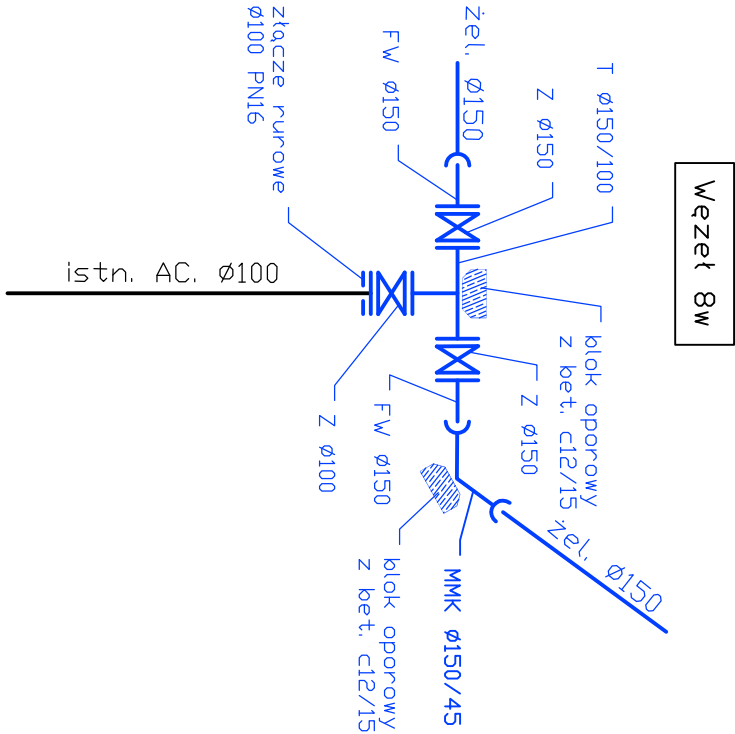 Węzeł 8w
T Ø150/100
Z Ø150
żel. Ø150
FW Ø150
złącze rurowe
Ø100 PN16
istn. AC. Ø100
blok oporowy
z bet. c12/15
Z Ø150
FW Ø150
Z Ø100
żel. Ø150
MMK Ø150/45
blok oporowy
z bet. c12/15